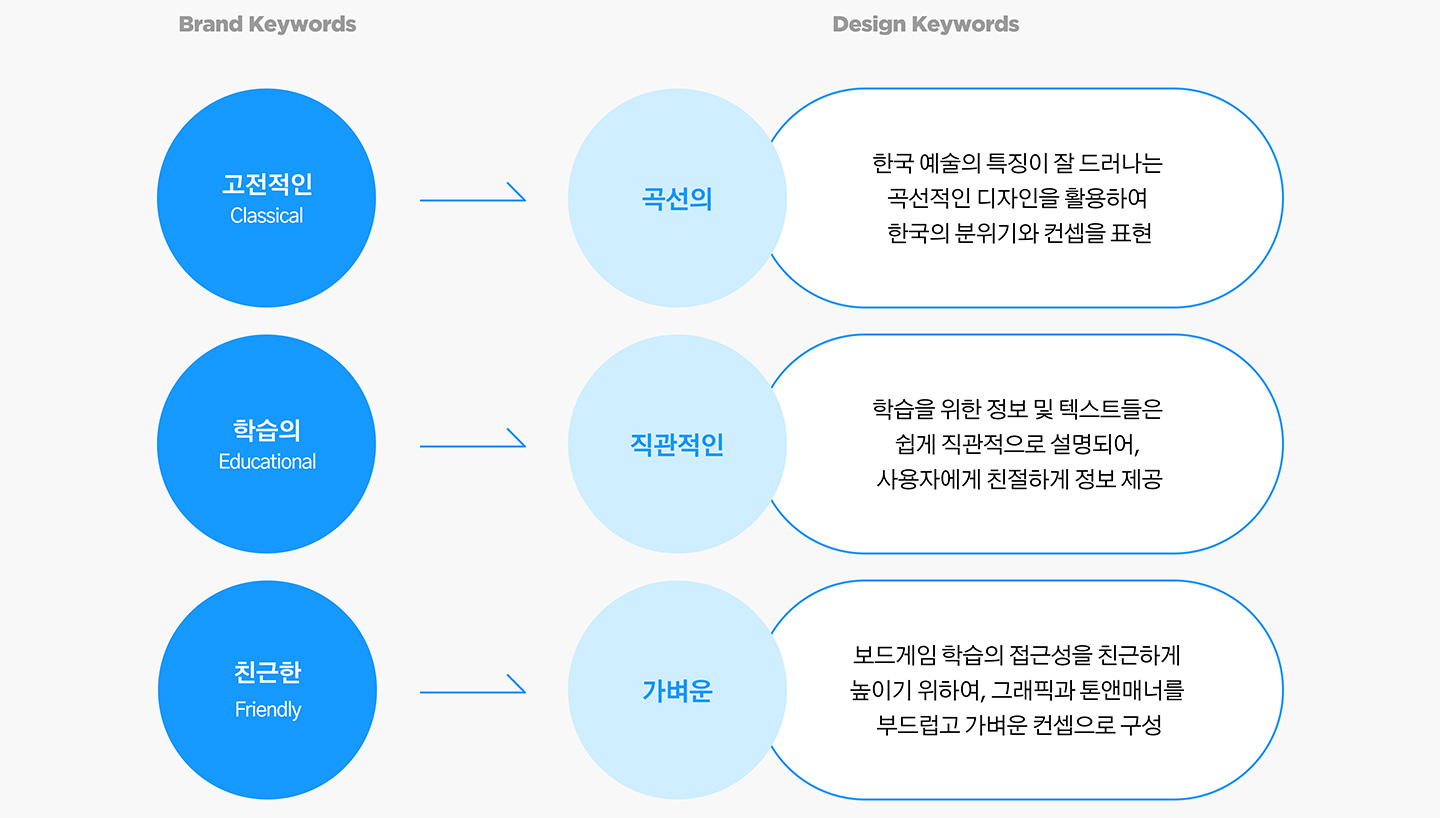 Brand Keywords
Design Keywords
고전적인
Classical
곡선의
한국 예술의 특징이 잘 드러나는
곡선적인 디자인을 활용하여
한국의 분위기와 컨셉을 표현
학습의
Educational
직관적인
학습을 위한 정보 및 텍스트들은
쉽게 직관적으로 설명되어,
사용자에게 친절하게 정보 제공
친근한
Friendly
가벼운
보드게임 학습의 접근성을 친근하게
높이기 위하여, 그래픽과 톤앤매너를
부드럽고 가벼운 컨셉으로 구성